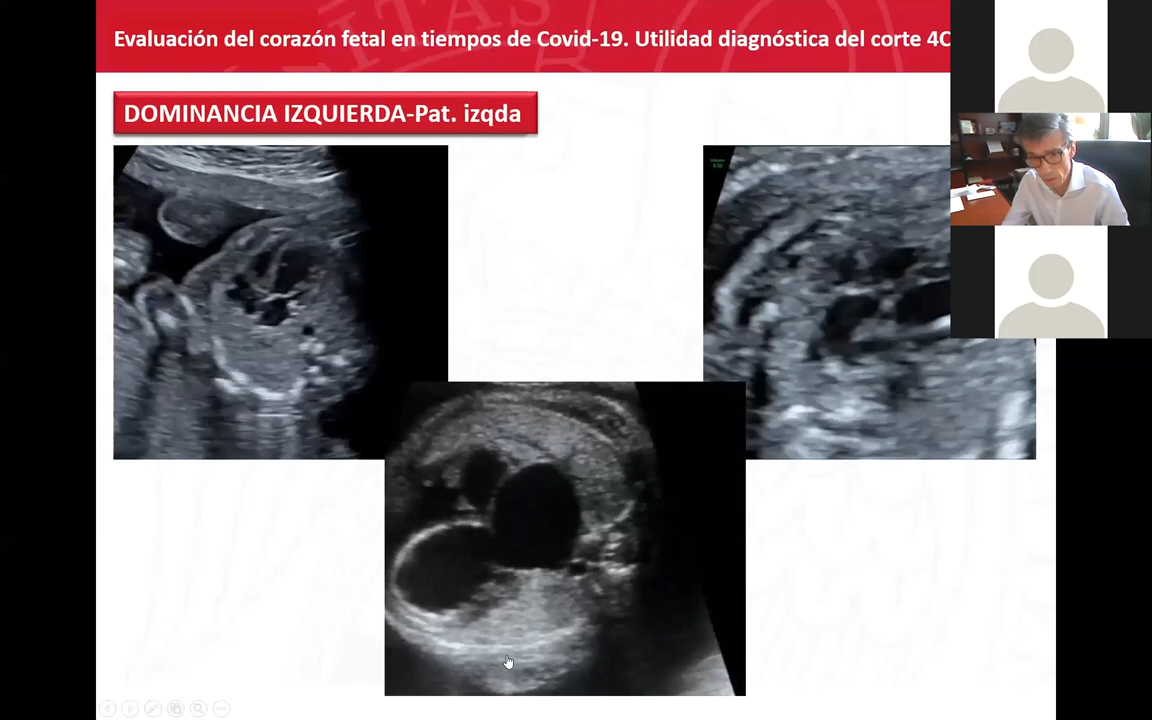 Evaluación del corazón fetal en tiempos de Covid-19. Utilidad diagnóstica del corte 4C
DOMINANCIA IZQUIERDA-Pat. izqda